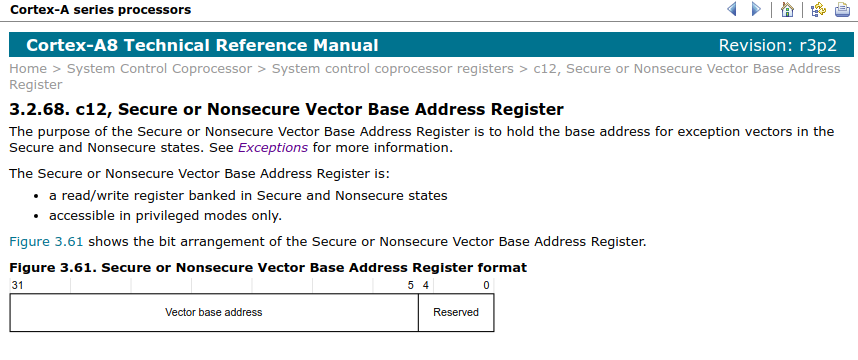 Cortex-A series processors
Cortex-A8 Technical Reference Manual Revision: r3p2
Home > System Control Coprocessor > System control coprocessor registers > c12, Secure or Nonsecure Vector Base Address
Register
3.2.68. c12, Secure or Nonsecure Vector Base Address Register
The purpose of the Secure or Nonsecure Vector Base Address Register is to hold the base address for exception vectors in the
Secure and Nonsecure states. See Exceptions for more information.
The Secure or Nonsecure Vector Base Address Register is:
• a read/write register banked in Secure and Nonsecure states
• accessible in privileged modes only.
Figure 3.61 shows the bit arrangement of the Secure or Nonsecure Vector Base Address Register.
Figure 3.61. Secure or Nonsecure Vector Base Address Register format
31 5 4 0
Vector base address Reserved